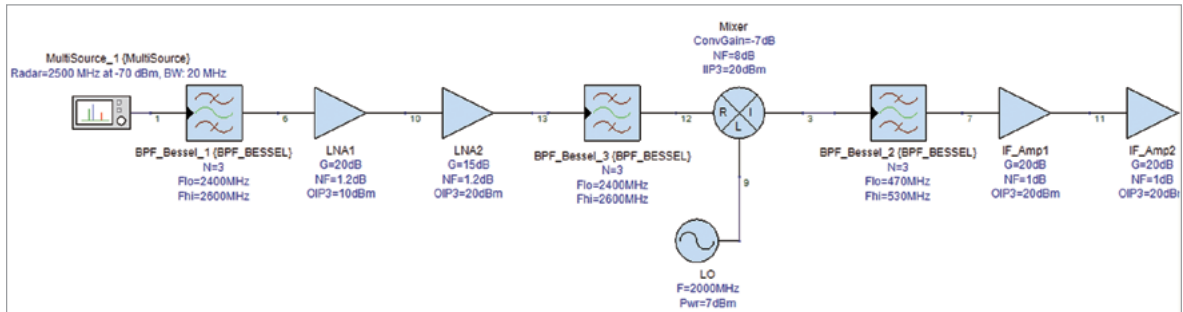 MultiSource_1 {MultiSource}
Radar=2500 MHz at -70 dBm, BW: 20 MHz
1
BPF_Bessel_1 {BPF_BESSEL}
N=3
Flo=2400MHz
Fhi=2600MHz
6
LNA1
G=20dB
NF=1.2dB
OIP3=10dBm
10
LNA2
G=15dB
NF=1.2dB
OIP3=20dBm
13
BPF_Bessel_3 {BPF_BESSEL}
N=3
Flo=2400MHz
Fhi=2600MHz
12
Mixer
ConvGain=-7dB
NF=8dB
IIP3=20dBm
R
I
L
9
LO
F=2000MHz
Pwr=7dBm
3
BPF_Bessel_2 {BPF_BESSEL}
N=3
Flo=470MHz
Fhi=530MHz
7
IF_Amp1
G=20dB
NF=1dB
OIP3=20dBm
11
IF_Amp2
G=20dB
NF=1dB
OIP3=20dBm